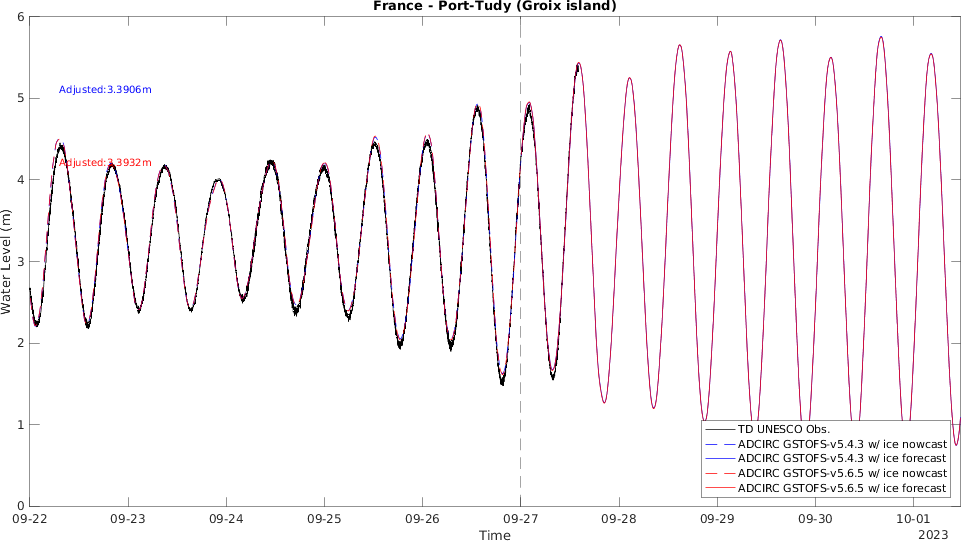 France - Port-Tudy (Groix island)
6
5
4
3
2
1
0
Water Level (m)
Adjusted:3.3906m
Adjusted:3.3932m
TD UNESCO Obs.
ADCIRC GSTOFS-v5.4.3 w/ ice nowcast
ADCIRC GSTOFS-v5.4.3 w/ ice forecast
ADCIRC GSTOFS-v5.6.5 w/ ice nowcast
ADCIRC GSTOFS-v5.6.5 w/ ice forecast
09-22 09-23 09-24 09-25 09-26 09-27 09-28 09-29 09-30 10-01
Time
2023